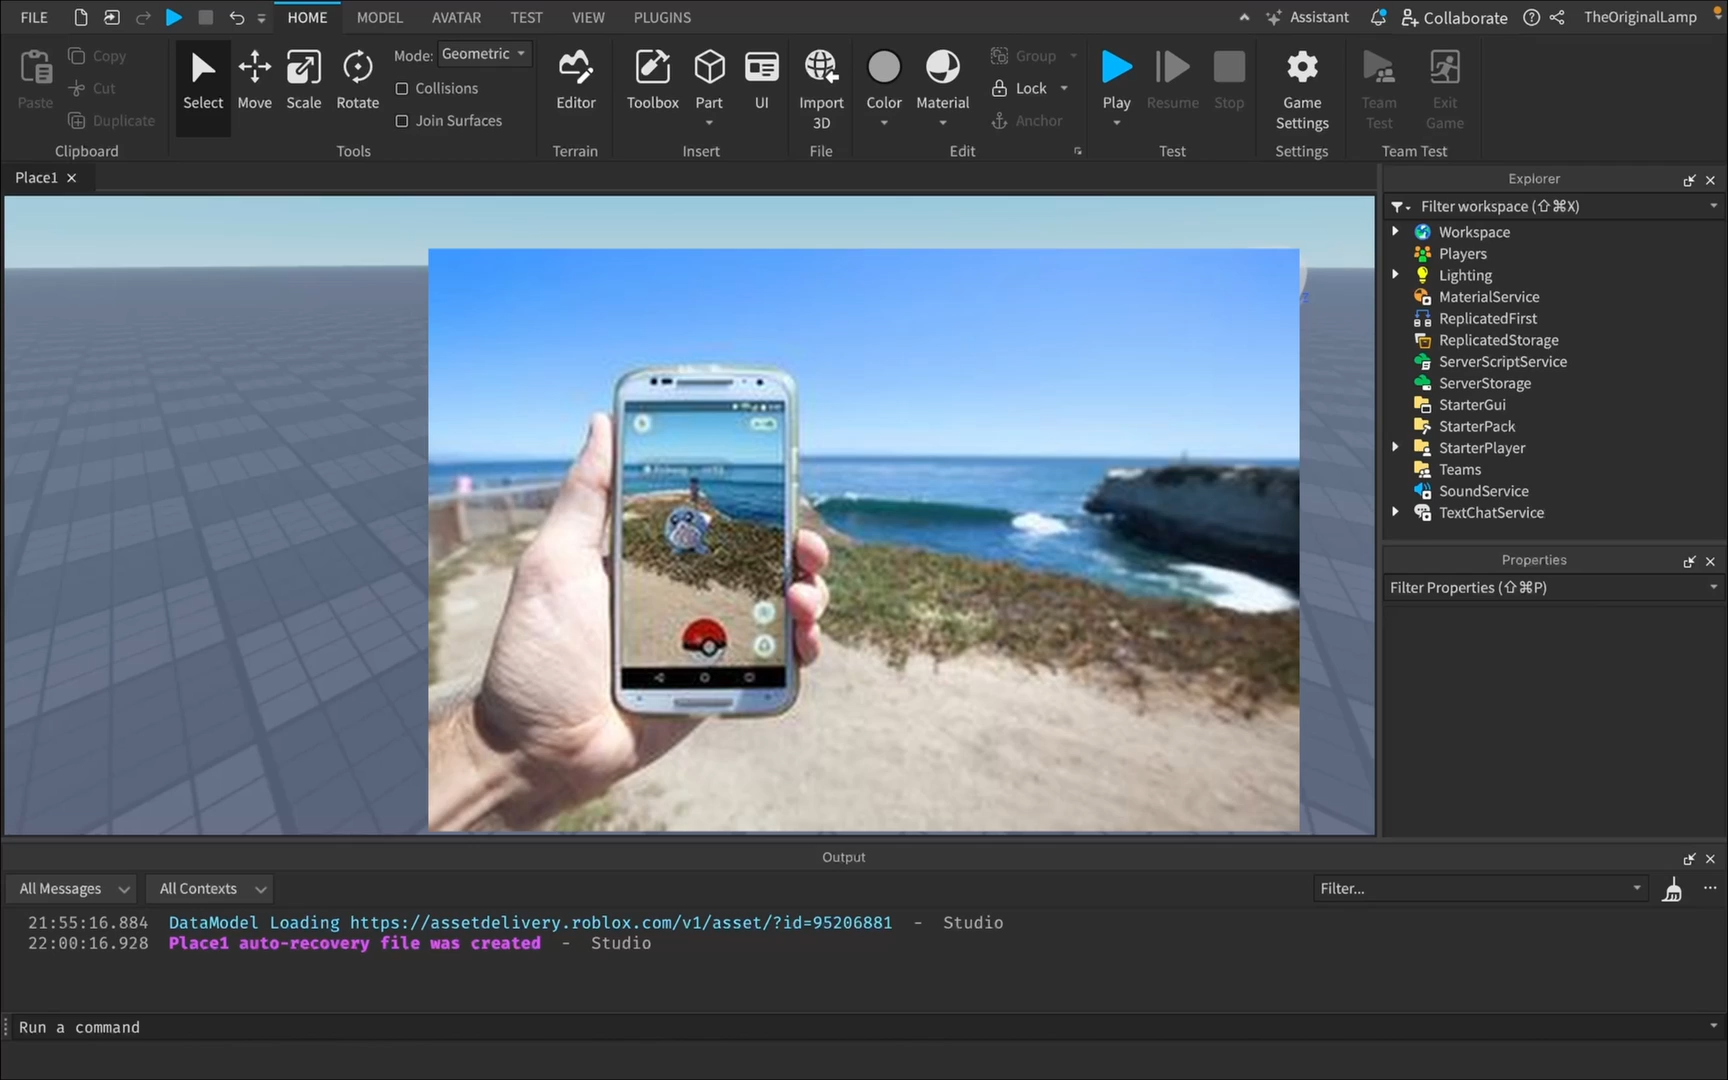 FILE HOME MODEL AVATAR TEST VIEW PLUGINS Assistant Collaborate TheOriginalLamp
Paste Copy Cut Duplicate
Clipboard
Select Move Scale Rotate
Mode: Geometric
Collisions
Join Surfaces
Tools
Editor
Terrain
Toolbox Part UI
Insert
Import 3D
File
Color Material
Group
Lock
Anchor
Edit
Play Resume Stop
Test
Game Settings
Settings
Team Test Exit Game
Team Test
Place1
Explorer
Filter workspace (⇧⌘X)
Workspace
Players
Lighting
MaterialService
ReplicatedFirst
ReplicatedStorage
ServerScriptService
ServerStorage
StarterGui
StarterPack
StarterPlayer
Teams
SoundService
TextChatService
Properties
Filter Properties (⇧⌘P)
Output
All Messages All Contexts Filter...
21:55:16.884 DataModel Loading https://assetdelivery.roblox.com/v1/asset/?id=95206881 - Studio
22:00:16.928 Place1 auto-recovery file was created - Studio
Run a command